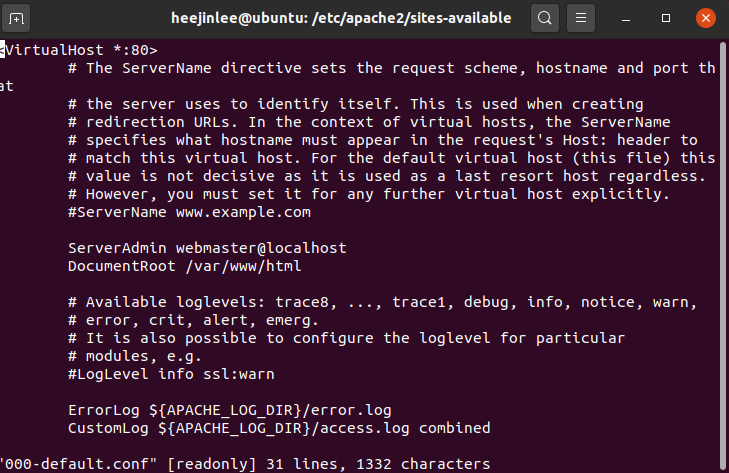 heejinlee@ubuntu: /etc/apache2/sites-available
<VirtualHost *:80>
# The ServerName directive sets the request scheme, hostname and port th
at
# the server uses to identify itself. This is used when creating
# redirection URLs. In the context of virtual hosts, the ServerName
# specifies what hostname must appear in the request's Host: header to
# match this virtual host. For the default virtual host (this file) this
# value is not decisive as it is used as a last resort host regardless.
# However, you must set it for any further virtual host explicitly.
#ServerName www.example.com
ServerAdmin webmaster@localhost
DocumentRoot /var/www/html
# Available loglevels: trace8, ..., trace1, debug, info, notice, warn,
# error, crit, alert, emerg.
# It is also possible to configure the loglevel for particular
# modules, e.g.
#LogLevel info ssl:warn
ErrorLog ${APACHE_LOG_DIR}/error.log
CustomLog ${APACHE_LOG_DIR}/access.log combined
"000-default.conf" [readonly] 31 lines, 1332 characters